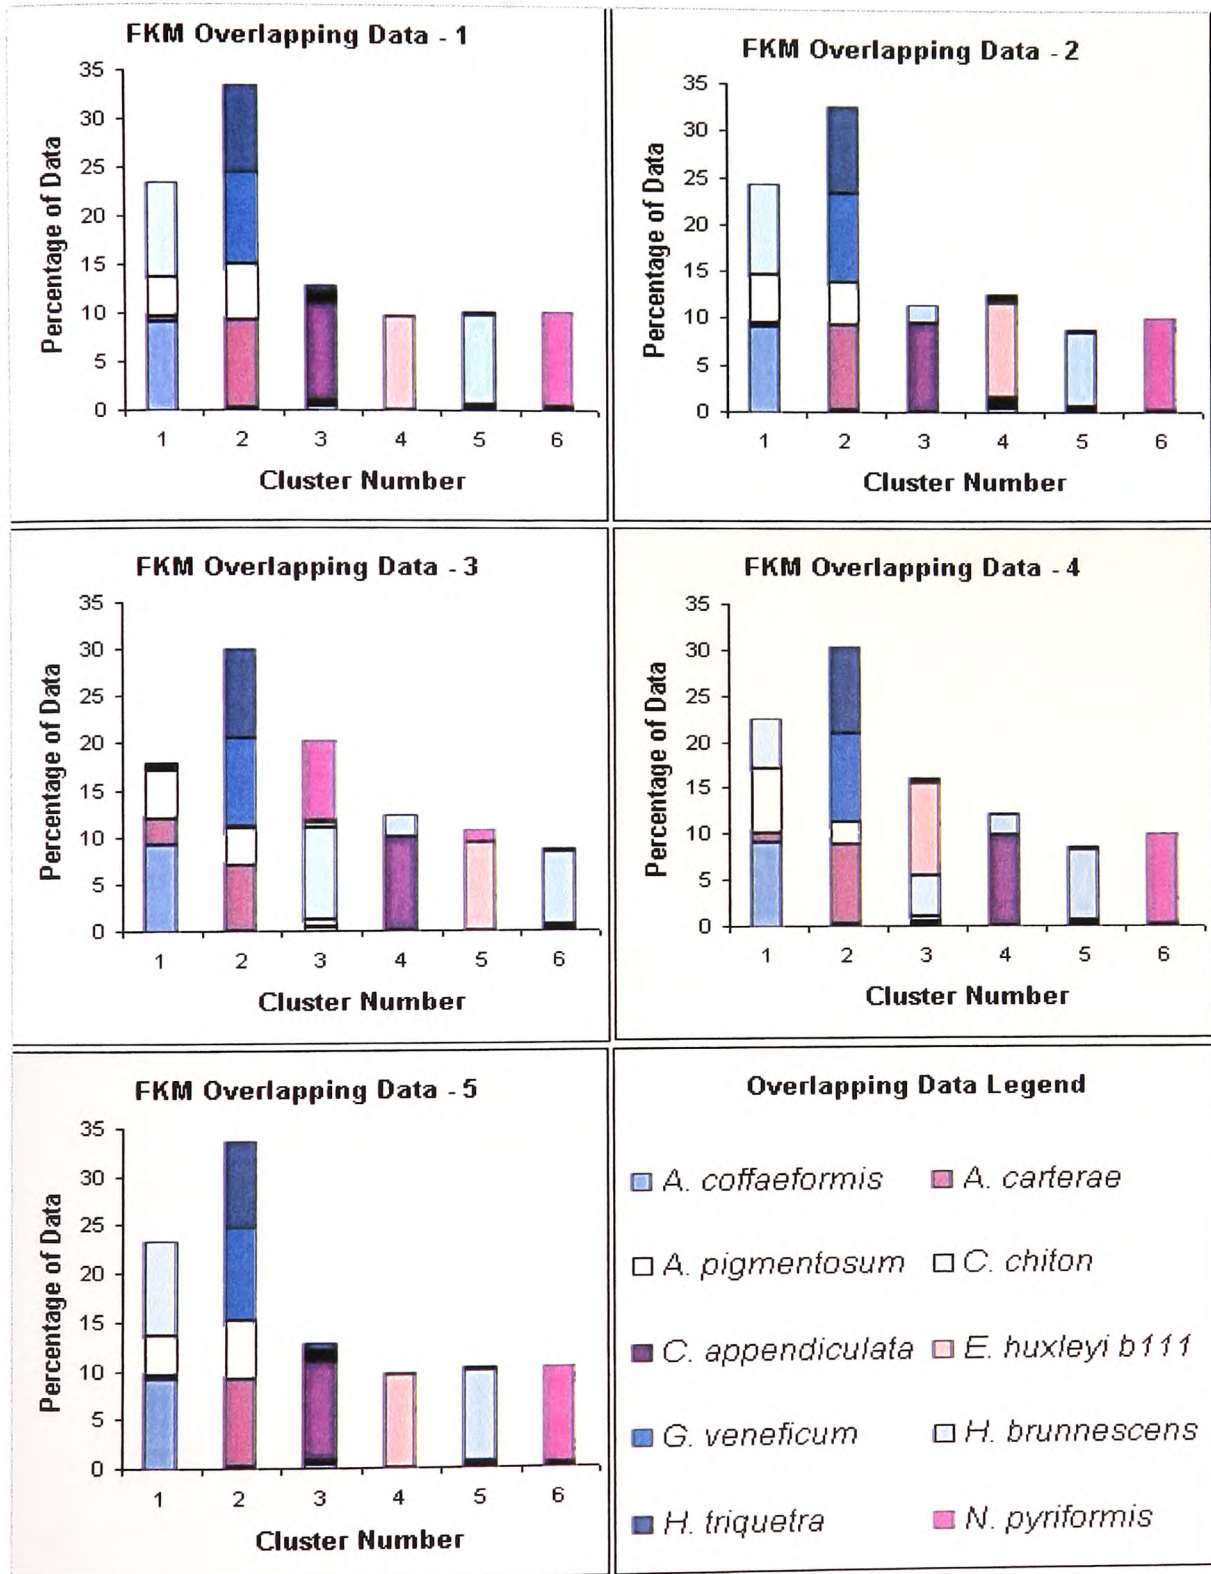 FKM Overlapping Data - 1
Percentage of Data
35
30
25
20
15
10
5
0
1 2 3 4 5 6
Cluster Number
FKM Overlapping Data - 2
Percentage of Data
35
30
25
20
15
10
5
0
1 2 3 4 5 6
Cluster Number
FKM Overlapping Data - 3
Percentage of Data
35
30
25
20
15
10
5
0
1 2 3 4 5 6
Cluster Number
FKM Overlapping Data - 4
Percentage of Data
35
30
25
20
15
10
5
0
1 2 3 4 5 6
Cluster Number
FKM Overlapping Data - 5
Percentage of Data
35
30
25
20
15
10
5
0
1 2 3 4 5 6
Cluster Number
Overlapping Data Legend
A. coffaeformis A. carterae
A. pigmentosum C. chiton
C. appendiculata E. huxleyi b111
G. veneficum H. brunnescens
H. triquetra N. pyriformis